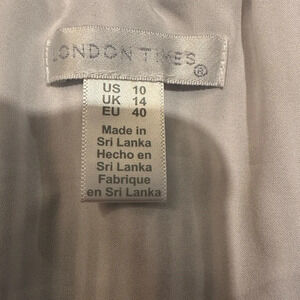 LONDON TIMES®
US 10
UK 14
EU 40
Made in
Sri Lanka
Hecho en
Sri Lanka
Fabrique
en Sri Lanka